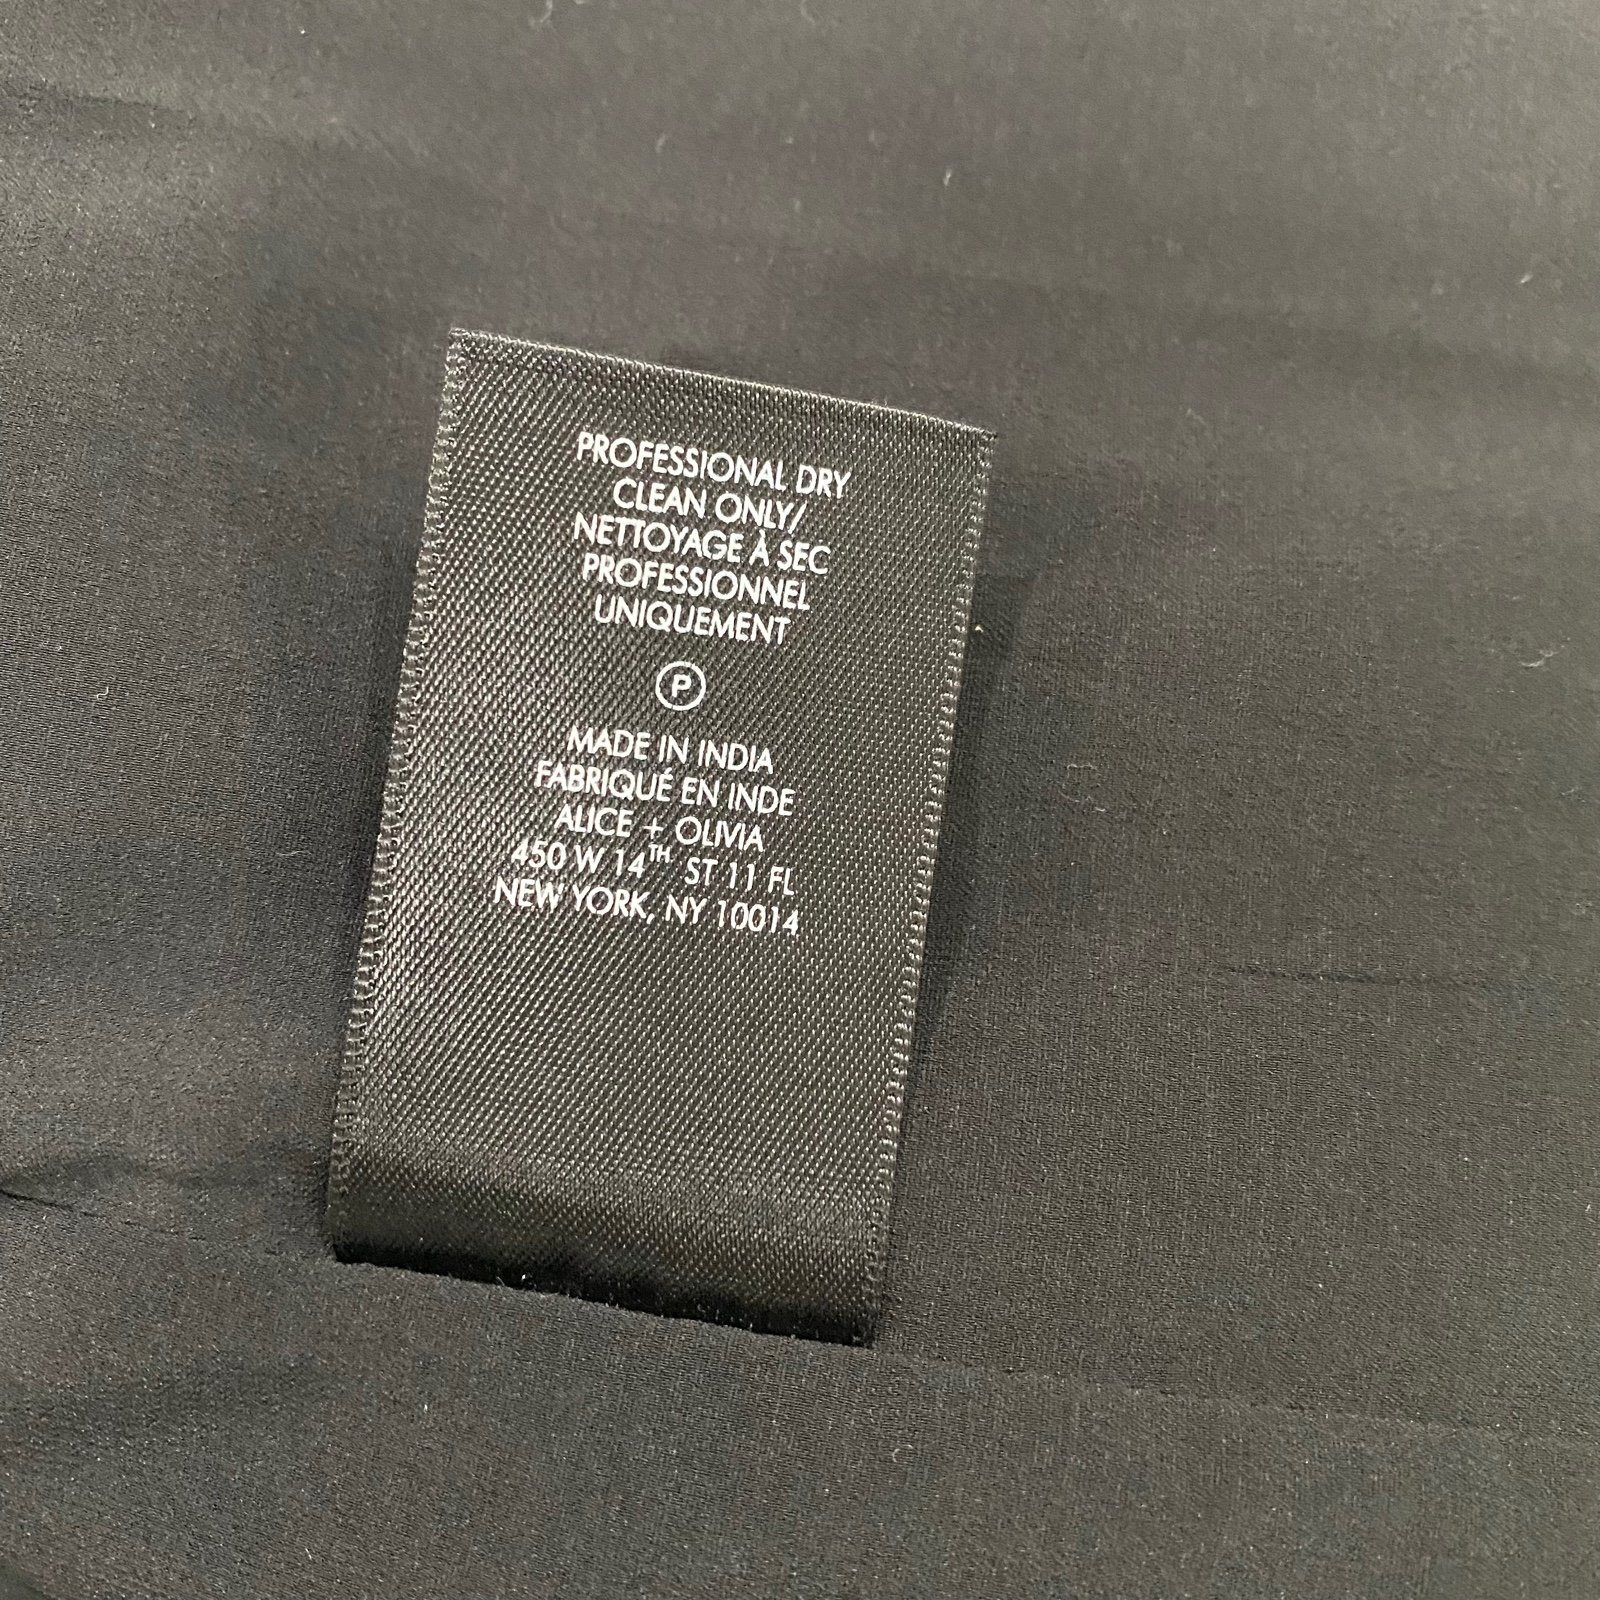 PROFESSIONAL DRY
CLEAN ONLY/
NETTOYAGE À SEC
PROFESSIONNEL
UNIQUEMENT
P
MADE IN INDIA
FABRIQUÉ EN INDE
ALICE + OLIVIA
450 W 14TH ST 11 FL
NEW YORK, NY 10014